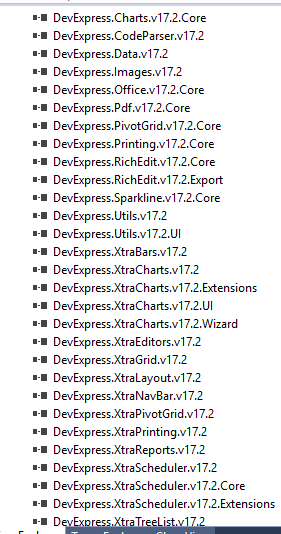 DevExpress.Charts.v17.2.Core
DevExpress.CodeParser.v17.2
DevExpress.Data.v17.2
DevExpress.Images.v17.2
DevExpress.Office.v17.2.Core
DevExpress.Pdf.v17.2.Core
DevExpress.PivotGrid.v17.2.Core
DevExpress.Printing.v17.2.Core
DevExpress.RichEdit.v17.2.Core
DevExpress.RichEdit.v17.2.Export
DevExpress.Sparkline.v17.2.Core
DevExpress.Utils.v17.2
DevExpress.Utils.v17.2.UI
DevExpress.XtraBars.v17.2
DevExpress.XtraCharts.v17.2
DevExpress.XtraCharts.v17.2.Extensions
DevExpress.XtraCharts.v17.2.UI
DevExpress.XtraCharts.v17.2.Wizard
DevExpress.XtraEditors.v17.2
DevExpress.XtraGrid.v17.2
DevExpress.XtraLayout.v17.2
DevExpress.XtraNavBar.v17.2
DevExpress.XtraPivotGrid.v17.2
DevExpress.XtraPrinting.v17.2
DevExpress.XtraReports.v17.2
DevExpress.XtraScheduler.v17.2
DevExpress.XtraScheduler.v17.2.Core
DevExpress.XtraScheduler.v17.2.Extensions
DevExpress.XtraTreeList.v17.2